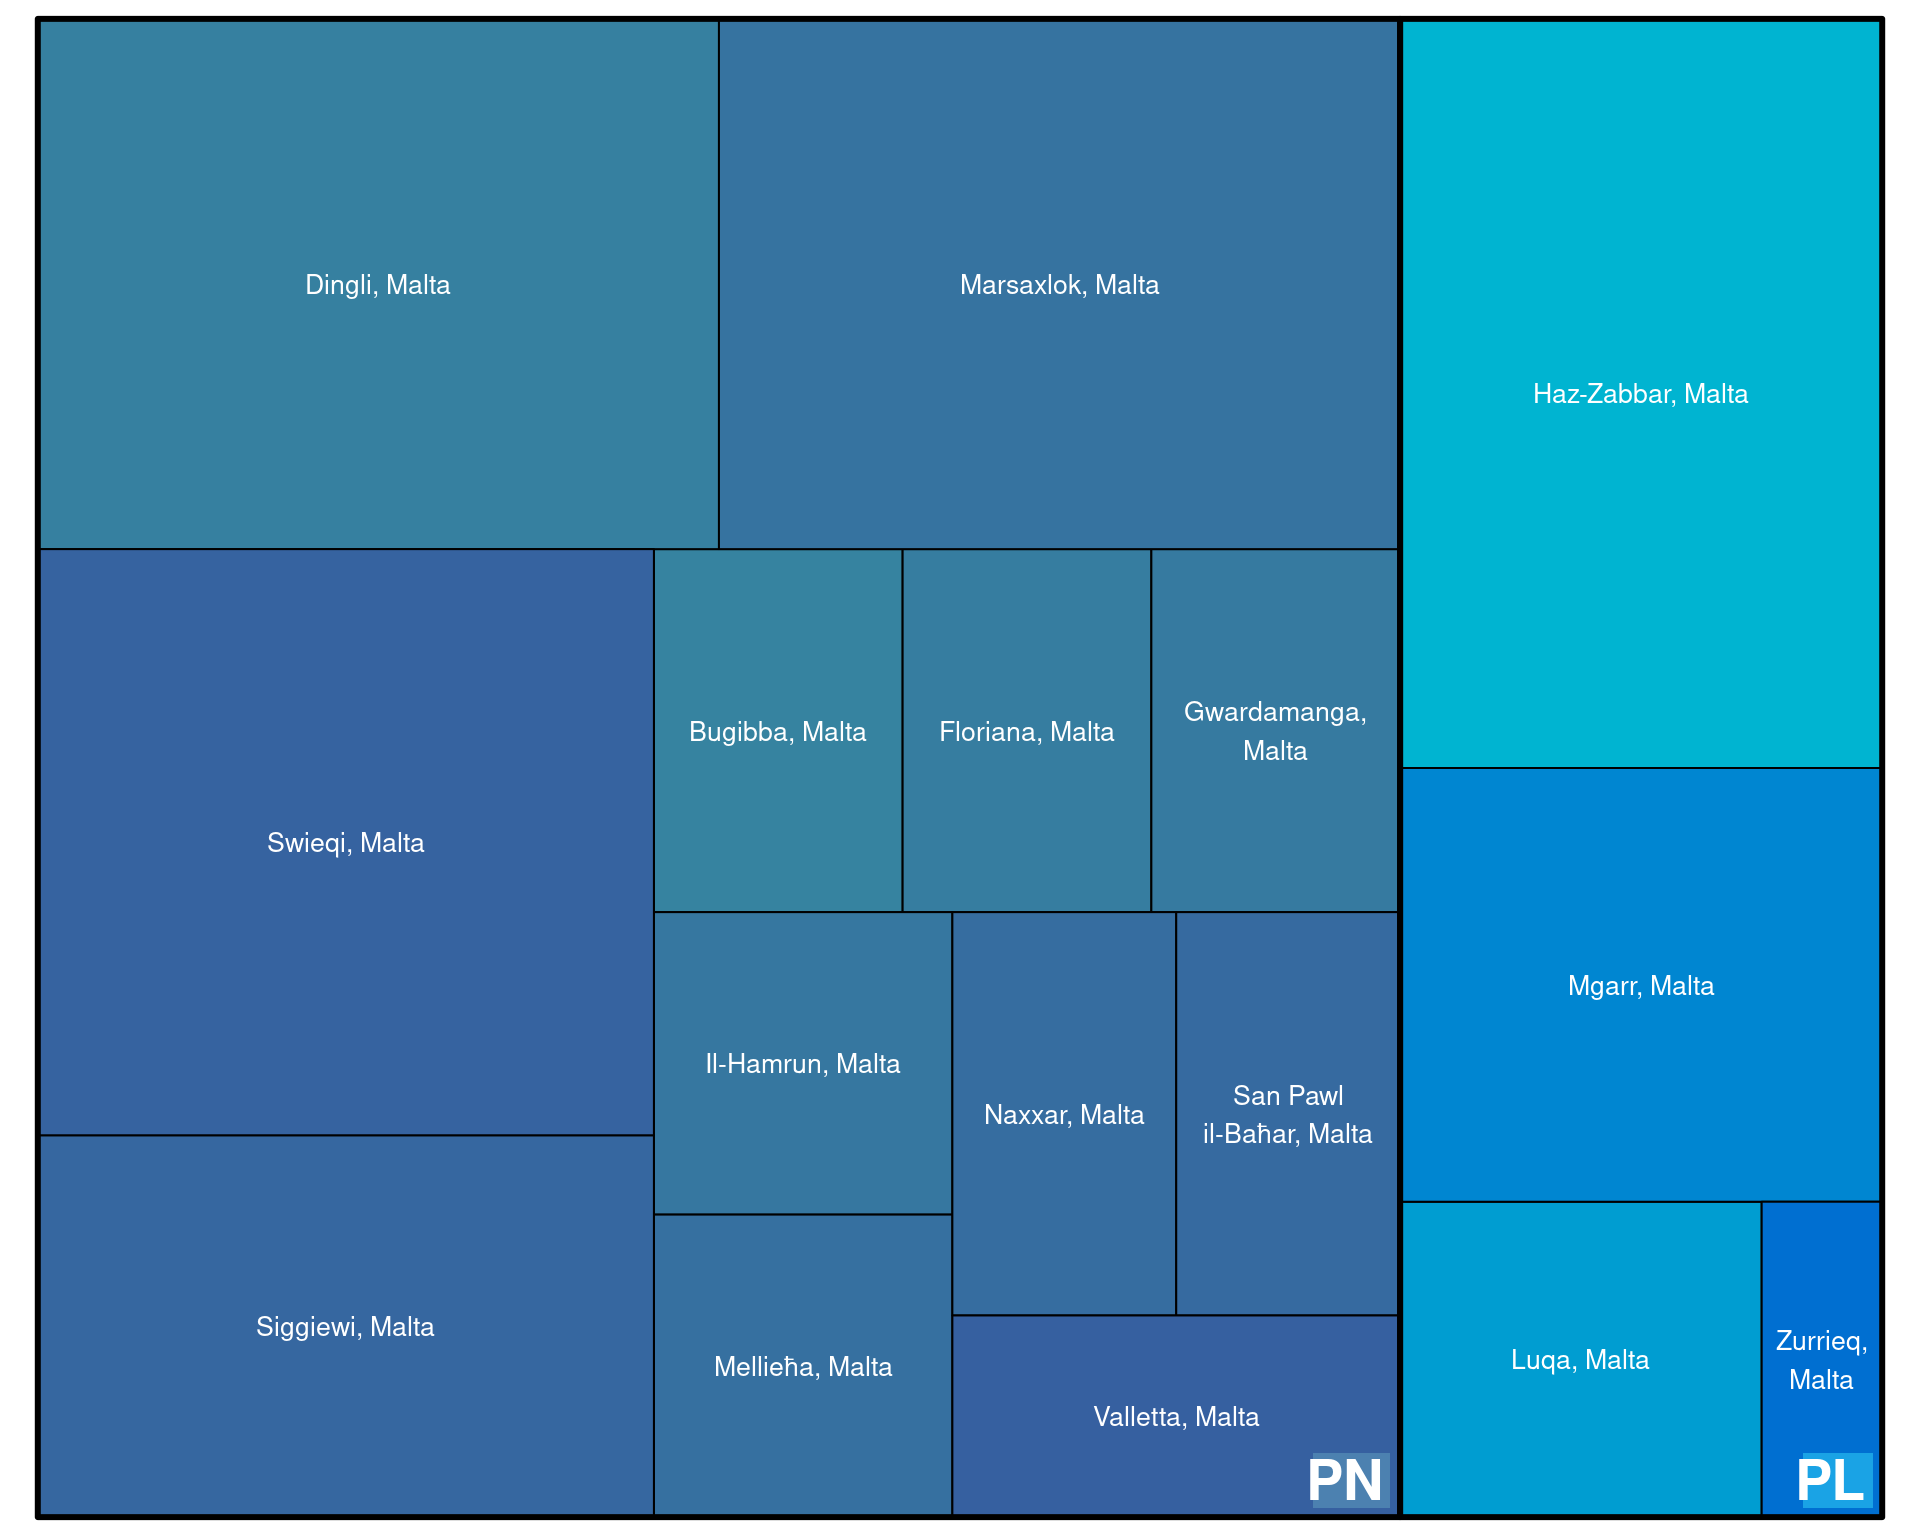 Dingli, Malta
Marsaxlok, Malta
Haz-Zabbar, Malta
Swieqi, Malta
Bugibba, Malta
Floriana, Malta
Gwardamanga,
Malta
Mgarr, Malta
Il-Hamrun, Malta
Naxxar, Malta
San Pawl
il-Baħar, Malta
Siggiewi, Malta
Mellieħa, Malta
Valletta, Malta
Luqa, Malta
Zurrieq,
Malta
PN
PL